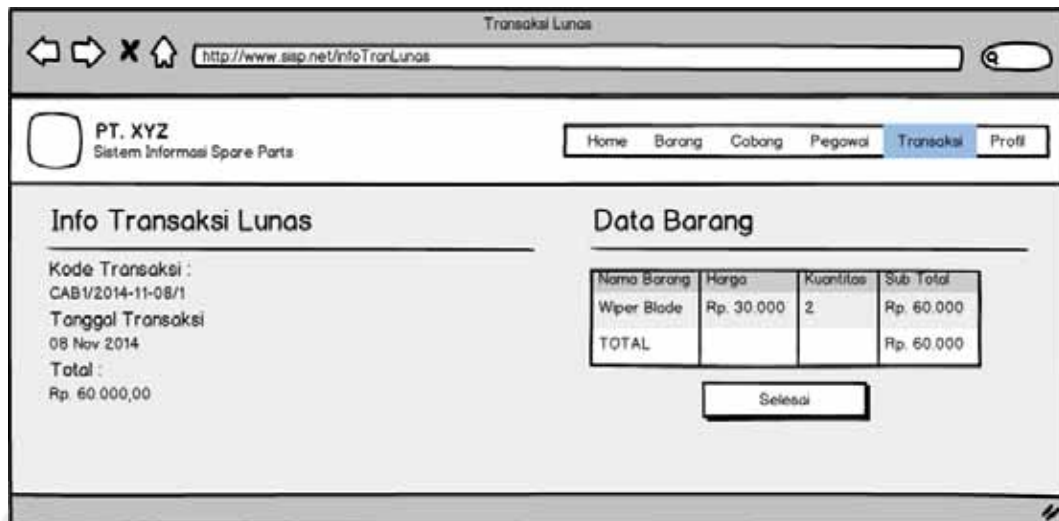 Transaksi Lunas
http://www.sisp.net/infoTranLunas
PT. XYZ
Sistem Informasi Spare Parts
Home Barang Cabang Pegawai Transaksi Profil
Info Transaksi Lunas
Kode Transaksi :
CAB1/2014-11-08/1
Tanggal Transaksi
08 Nov 2014
Total :
Rp. 60.000,00
Data Barang
Nama Barang Harga Kuantitas Sub Total
Wiper Blade Rp. 30.000 2 Rp. 60.000
TOTAL Rp. 60.000
Selesai